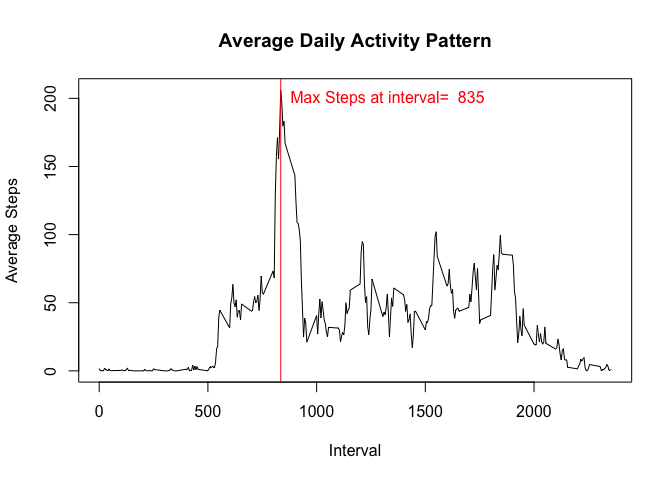 Average Daily Activity Pattern
Max Steps at interval=  835
Average Steps
200
150
100
50
0
0 500 1000 1500 2000
Interval